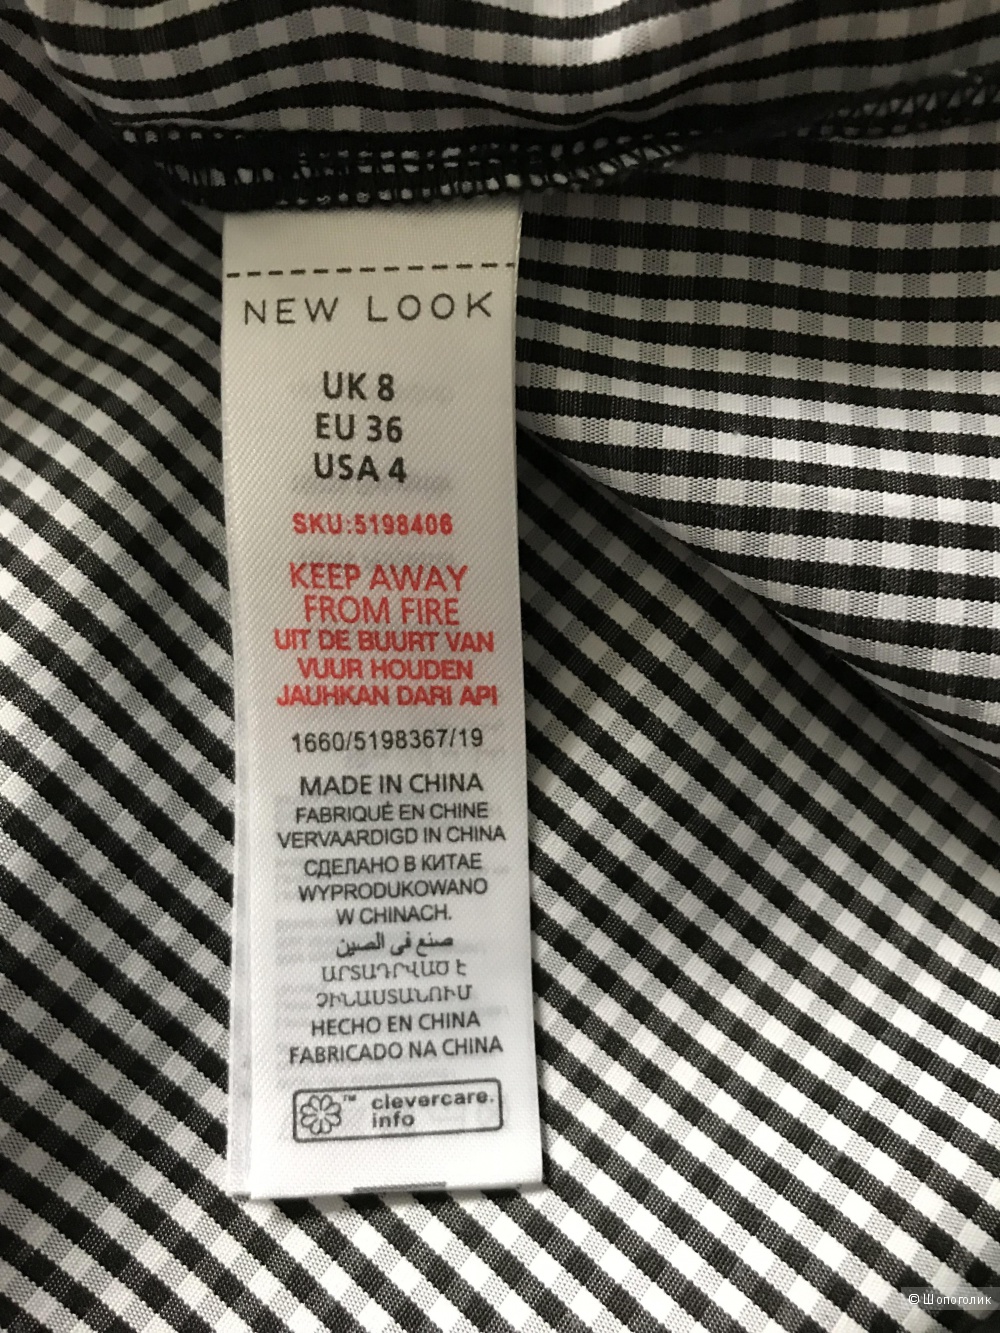 NEW LOOK
UK 8
EU 36
USA 4
SKU:5198406
KEEP AWAY
FROM FIRE
UIT DE BUURT VAN
VUUR HOUDEN
JAUHKAN DARI API
1660/5198367/19
MADE IN CHINA
FABRIQUÉ EN CHINE
VERVAARDIGD IN CHINA
СДЕЛАНО В КИТАЕ
WYPRODUKOWANO
W CHINACH.
صنع في الصين
ԱՐՏԱԴՐՎԱԾ Է
ՉԻՆԱՍՏԱՆՈՒՄ
HECHO EN CHINA
FABRICADO NA CHINA
™ clevercare.
info
© Шопоголик